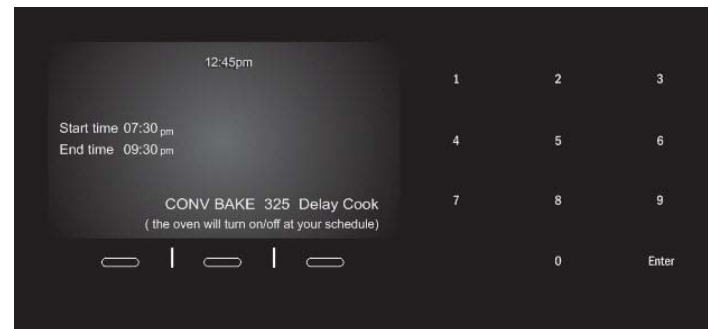 12:45pm
Start time 07:30 pm
End time 09:30 pm
CONV BAKE 325 Delay Cook
( the oven will turn on/off at your schedule)
1 2 3
4 5 6
7 8 9
0 Enter